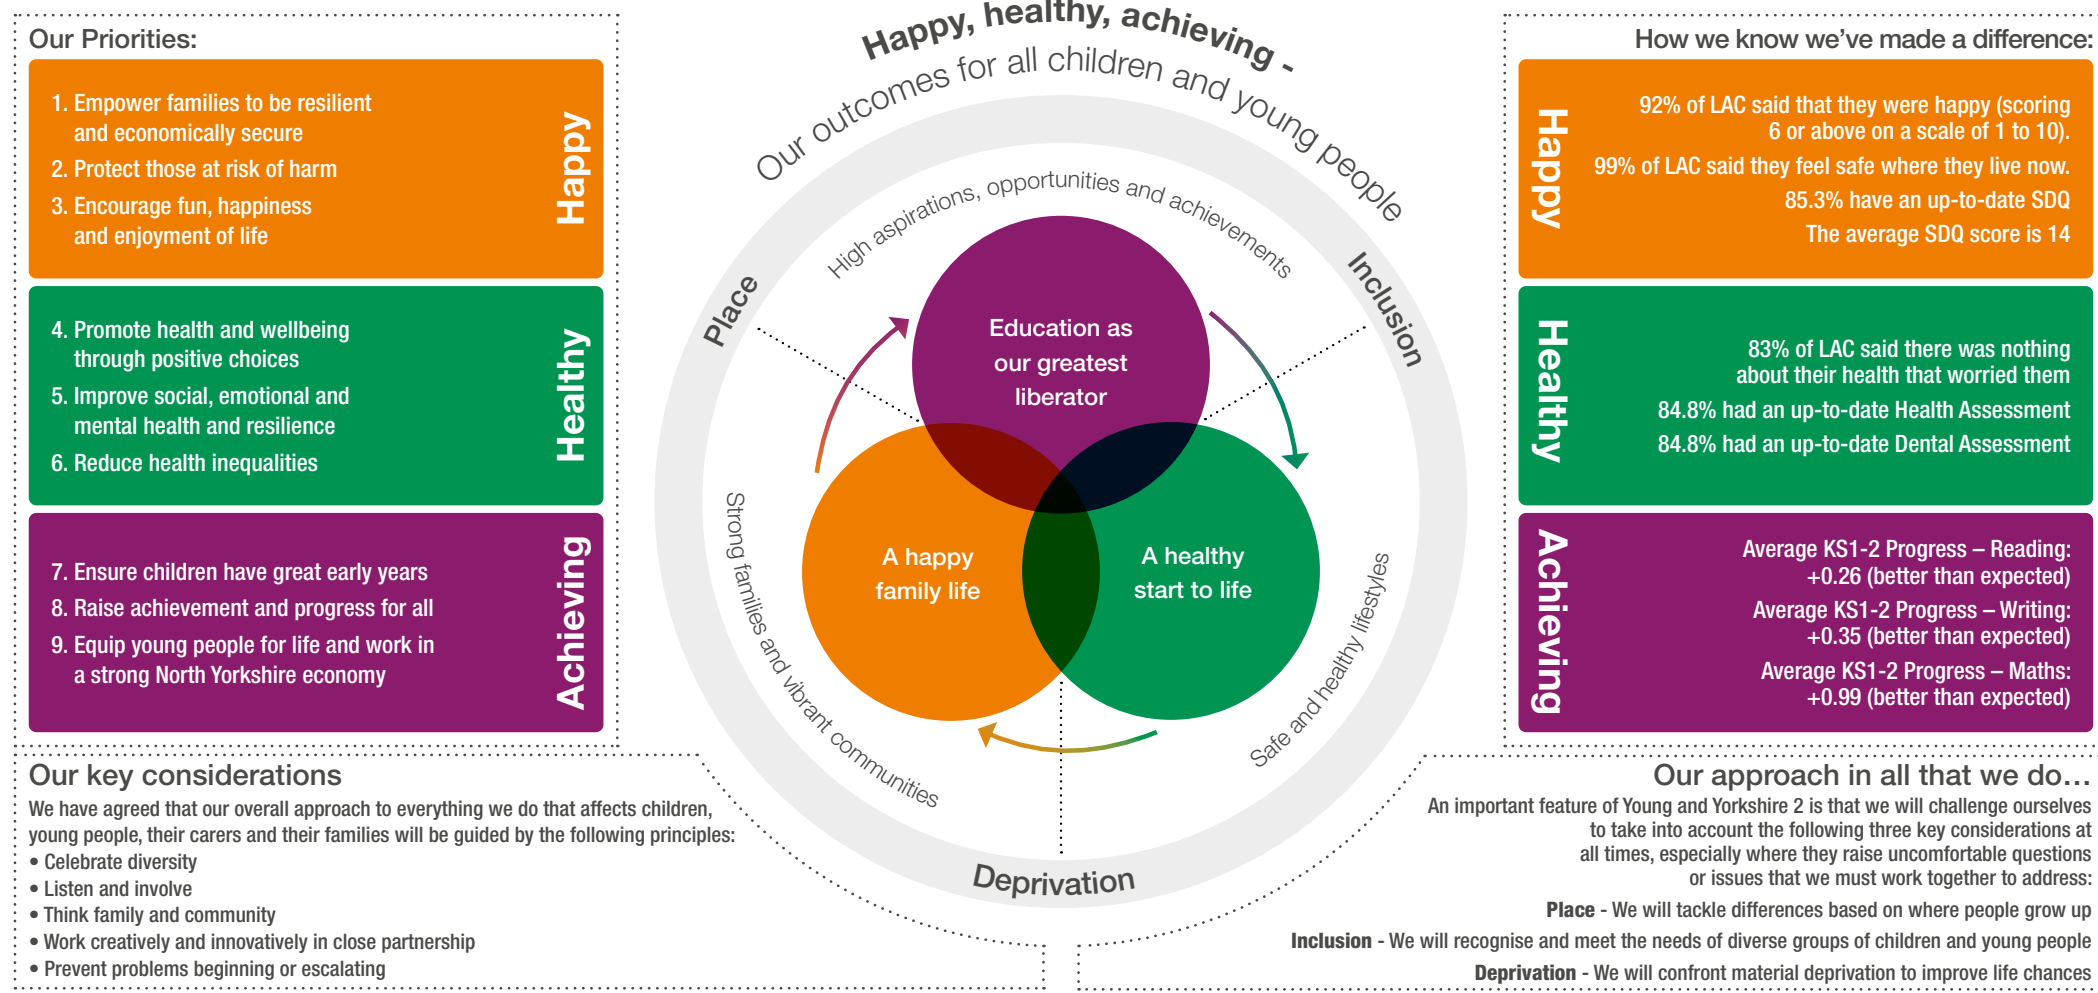 Our Priorities:
1. Empower families to be resilient
and economically secure
2. Protect those at risk of harm
3. Encourage fun, happiness
and enjoyment of life
Happy
4. Promote health and wellbeing
through positive choices
5. Improve social, emotional and
mental health and resilience
6. Reduce health inequalities
Healthy
7. Ensure children have great early years
8. Raise achievement and progress for all
9. Equip young people for life and work in
a strong North Yorkshire economy
Achieving
Happy, healthy, achieving -
Our outcomes for all children and young people
Place
Inclusion
Deprivation
High aspirations, opportunities and achievements
Strong families and vibrant communities
Safe and healthy lifestyles
Education as
our greatest
liberator
A happy
family life
A healthy
start to life
How we know we've made a difference:
Happy
92% of LAC said that they were happy (scoring
6 or above on a scale of 1 to 10).
99% of LAC said they feel safe where they live now.
85.3% have an up-to-date SDQ
The average SDQ score is 14
Healthy
83% of LAC said there was nothing
about their health that worried them
84.8% had an up-to-date Health Assessment
84.8% had an up-to-date Dental Assessment
Achieving
Average KS1-2 Progress – Reading:
+0.26 (better than expected)
Average KS1-2 Progress – Writing:
+0.35 (better than expected)
Average KS1-2 Progress – Maths:
+0.99 (better than expected)
Our key considerations
We have agreed that our overall approach to everything we do that affects children,
young people, their carers and their families will be guided by the following principles:
• Celebrate diversity
• Listen and involve
• Think family and community
• Work creatively and innovatively in close partnership
• Prevent problems beginning or escalating
Our approach in all that we do…
An important feature of Young and Yorkshire 2 is that we will challenge ourselves
to take into account the following three key considerations at
all times, especially where they raise uncomfortable questions
or issues that we must work together to address:
Place - We will tackle differences based on where people grow up
Inclusion - We will recognise and meet the needs of diverse groups of children and young people
Deprivation - We will confront material deprivation to improve life chances